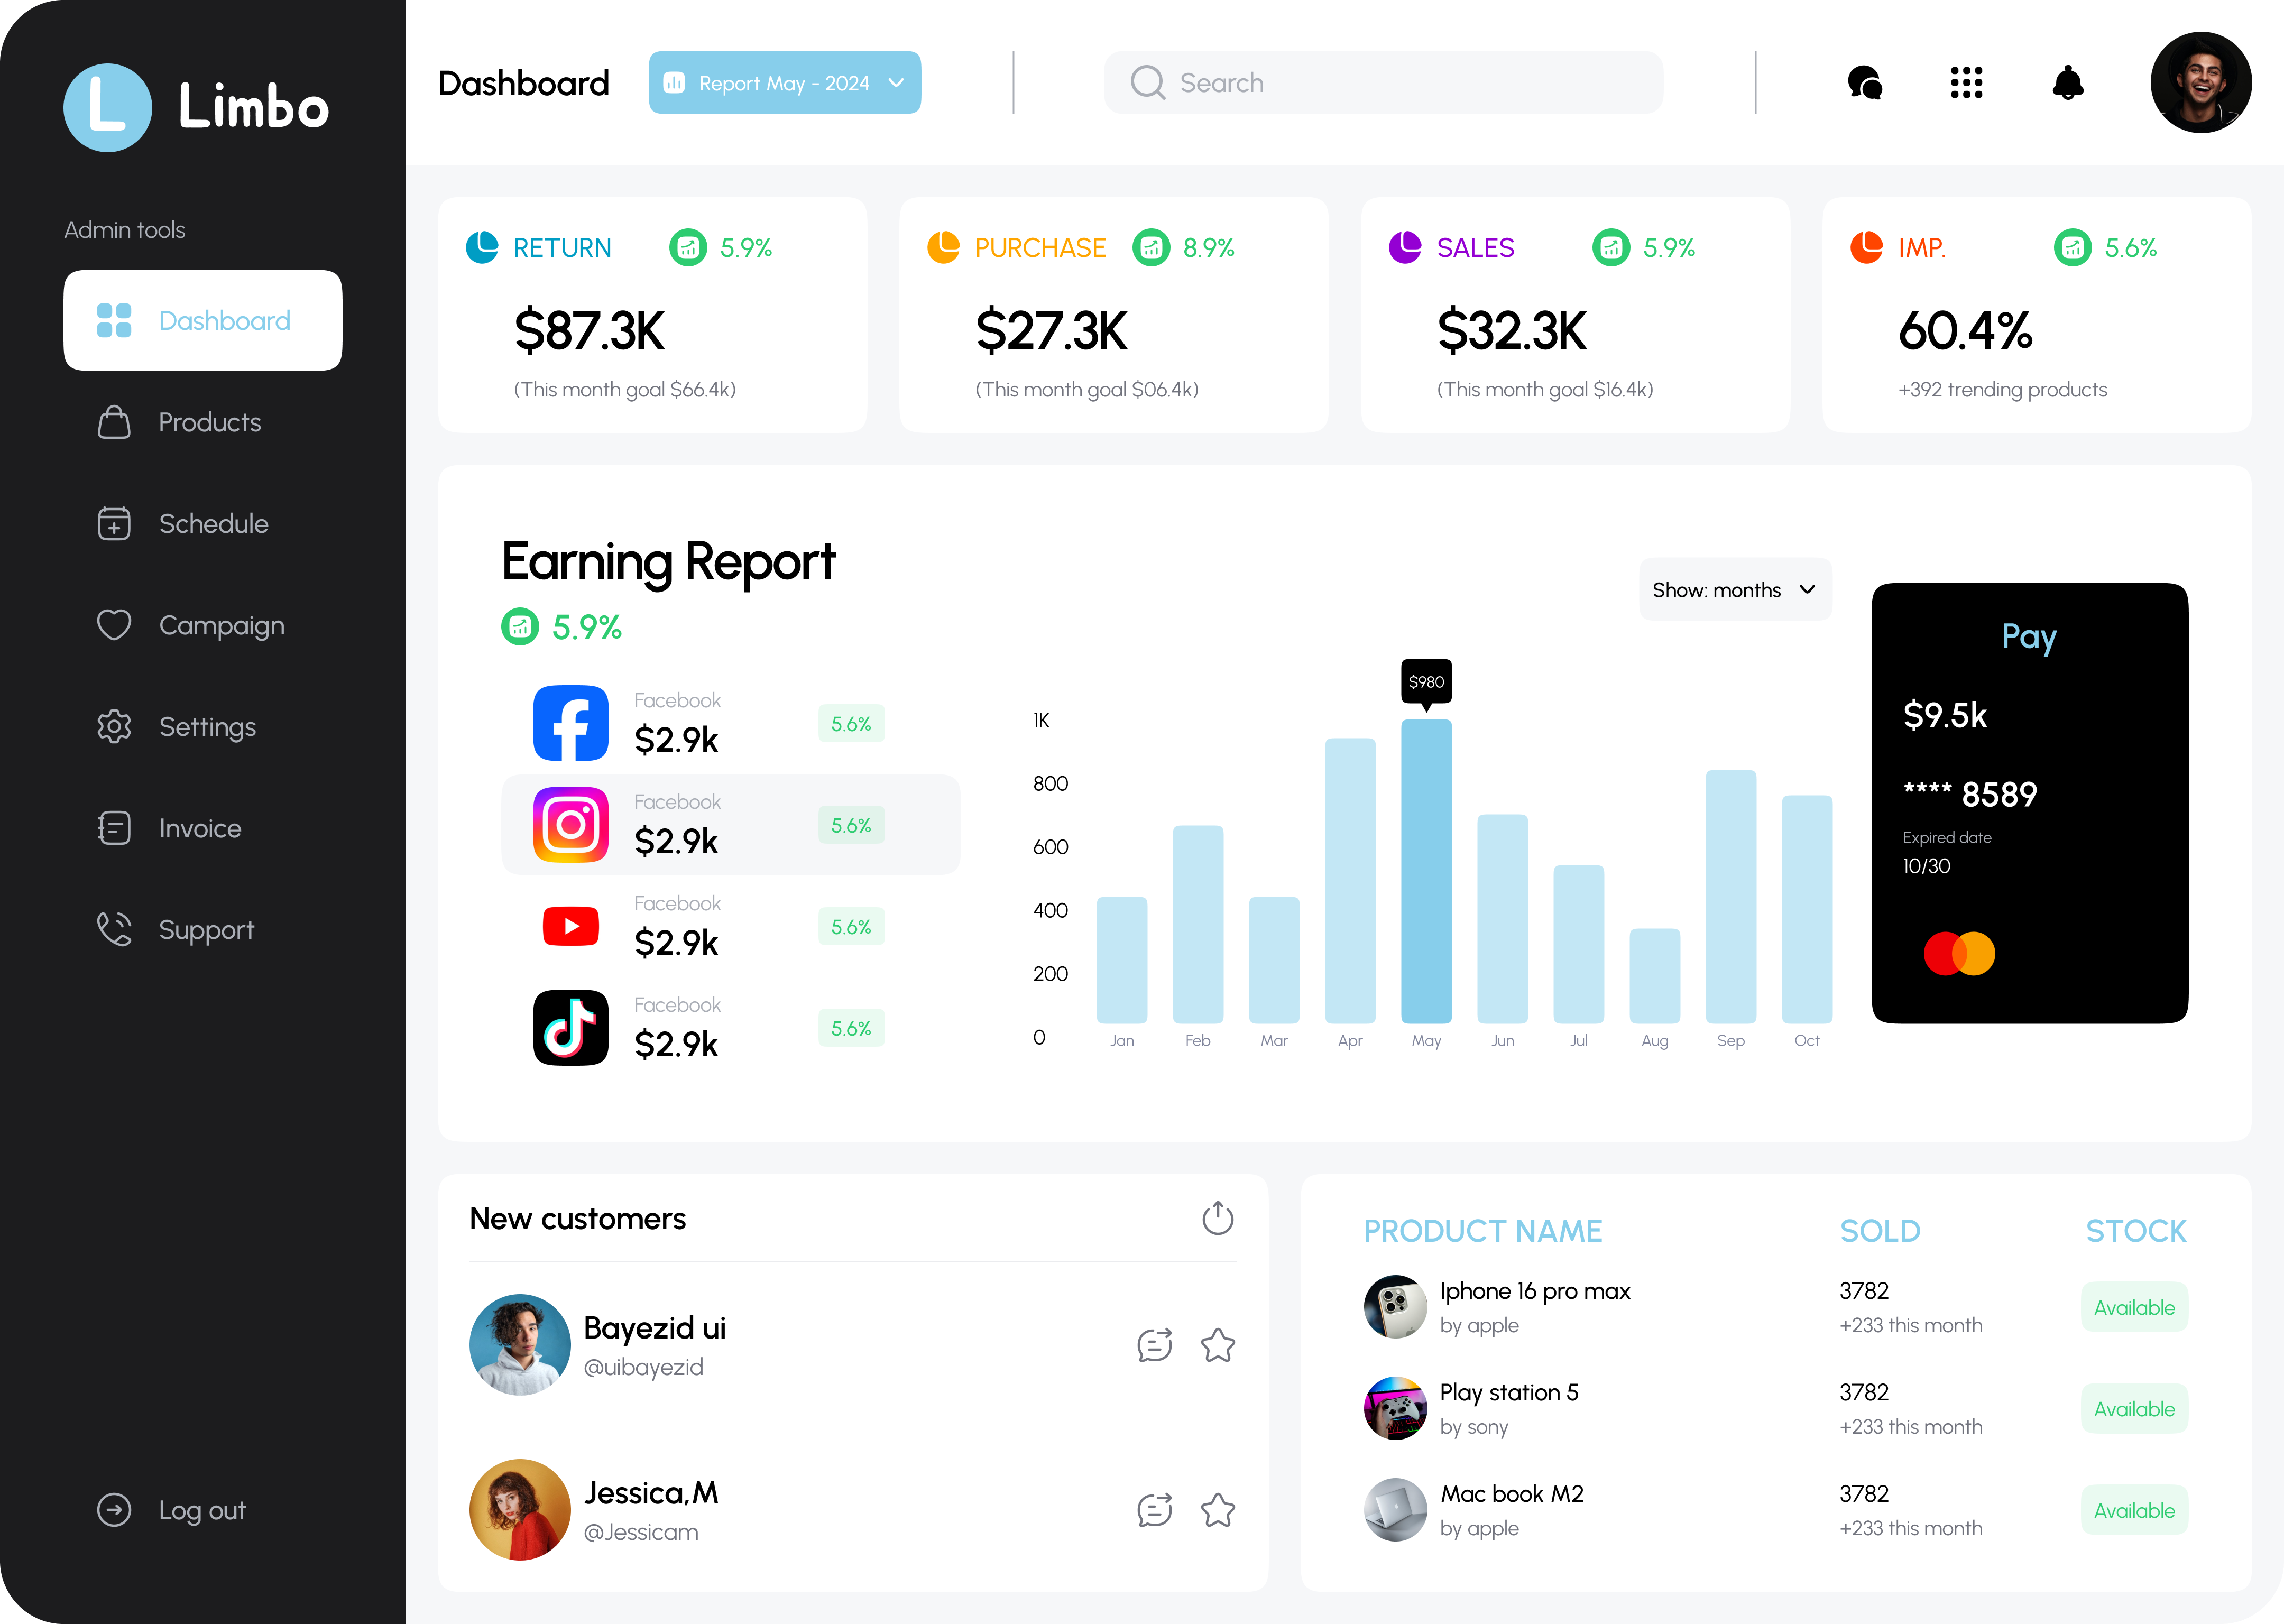 L Limbo
Admin tools
Dashboard
Products
Schedule
Campaign
Settings
Invoice
Support
Log out
Dashboard
Report May - 2024
Search
RETURN 5.9%
$87.3K
(This month goal $66.4k)
PURCHASE 8.9%
$27.3K
(This month goal $06.4k)
SALES 5.9%
$32.3K
(This month goal $16.4k)
IMP. 5.6%
60.4%
+392 trending products
Earning Report
5.9%
Facebook
$2.9k
5.6%
Facebook
$2.9k
5.6%
Facebook
$2.9k
5.6%
Facebook
$2.9k
5.6%
Show: months
$980
1K
800
600
400
200
0
Jan Feb Mar Apr May Jun Jul Aug Sep Oct
Pay
$9.5k
**** 8589
Expired date
10/30
New customers
Bayezid ui
@uibayezid
Jessica,M
@Jessicam
PRODUCT NAME SOLD STOCK
Iphone 16 pro max 3782
by apple +233 this month
Available
Play station 5 3782
by sony +233 this month
Available
Mac book M2 3782
by apple +233 this month
Available